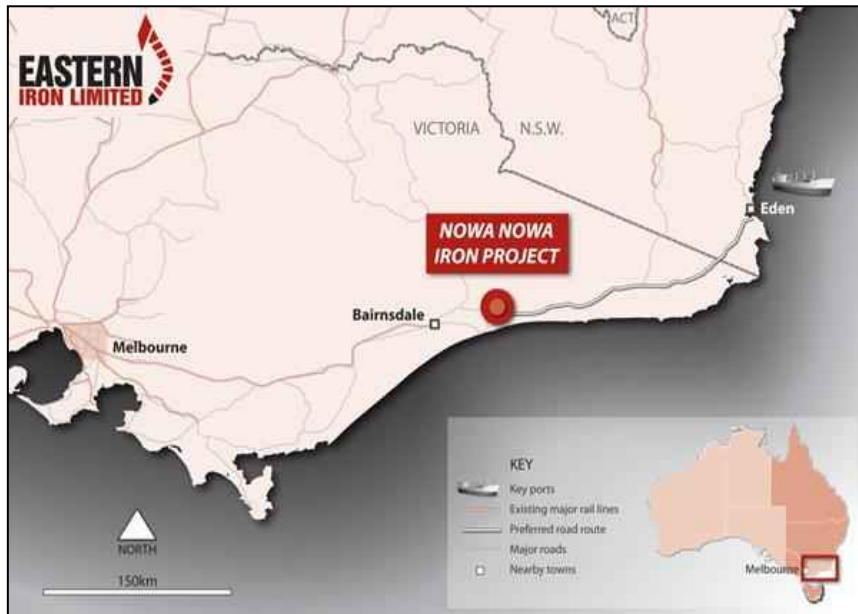 EASTERN
IRON LIMITED
ACT
VICTORIA
N.S.W.
Eden
NOWA NOWA
IRON PROJECT
Bairnsdale
Melbourne
NORTH
150km
KEY
Key ports
Existing major rail lines
Preferred road route
Major roads
Nearby towns
Melbourne